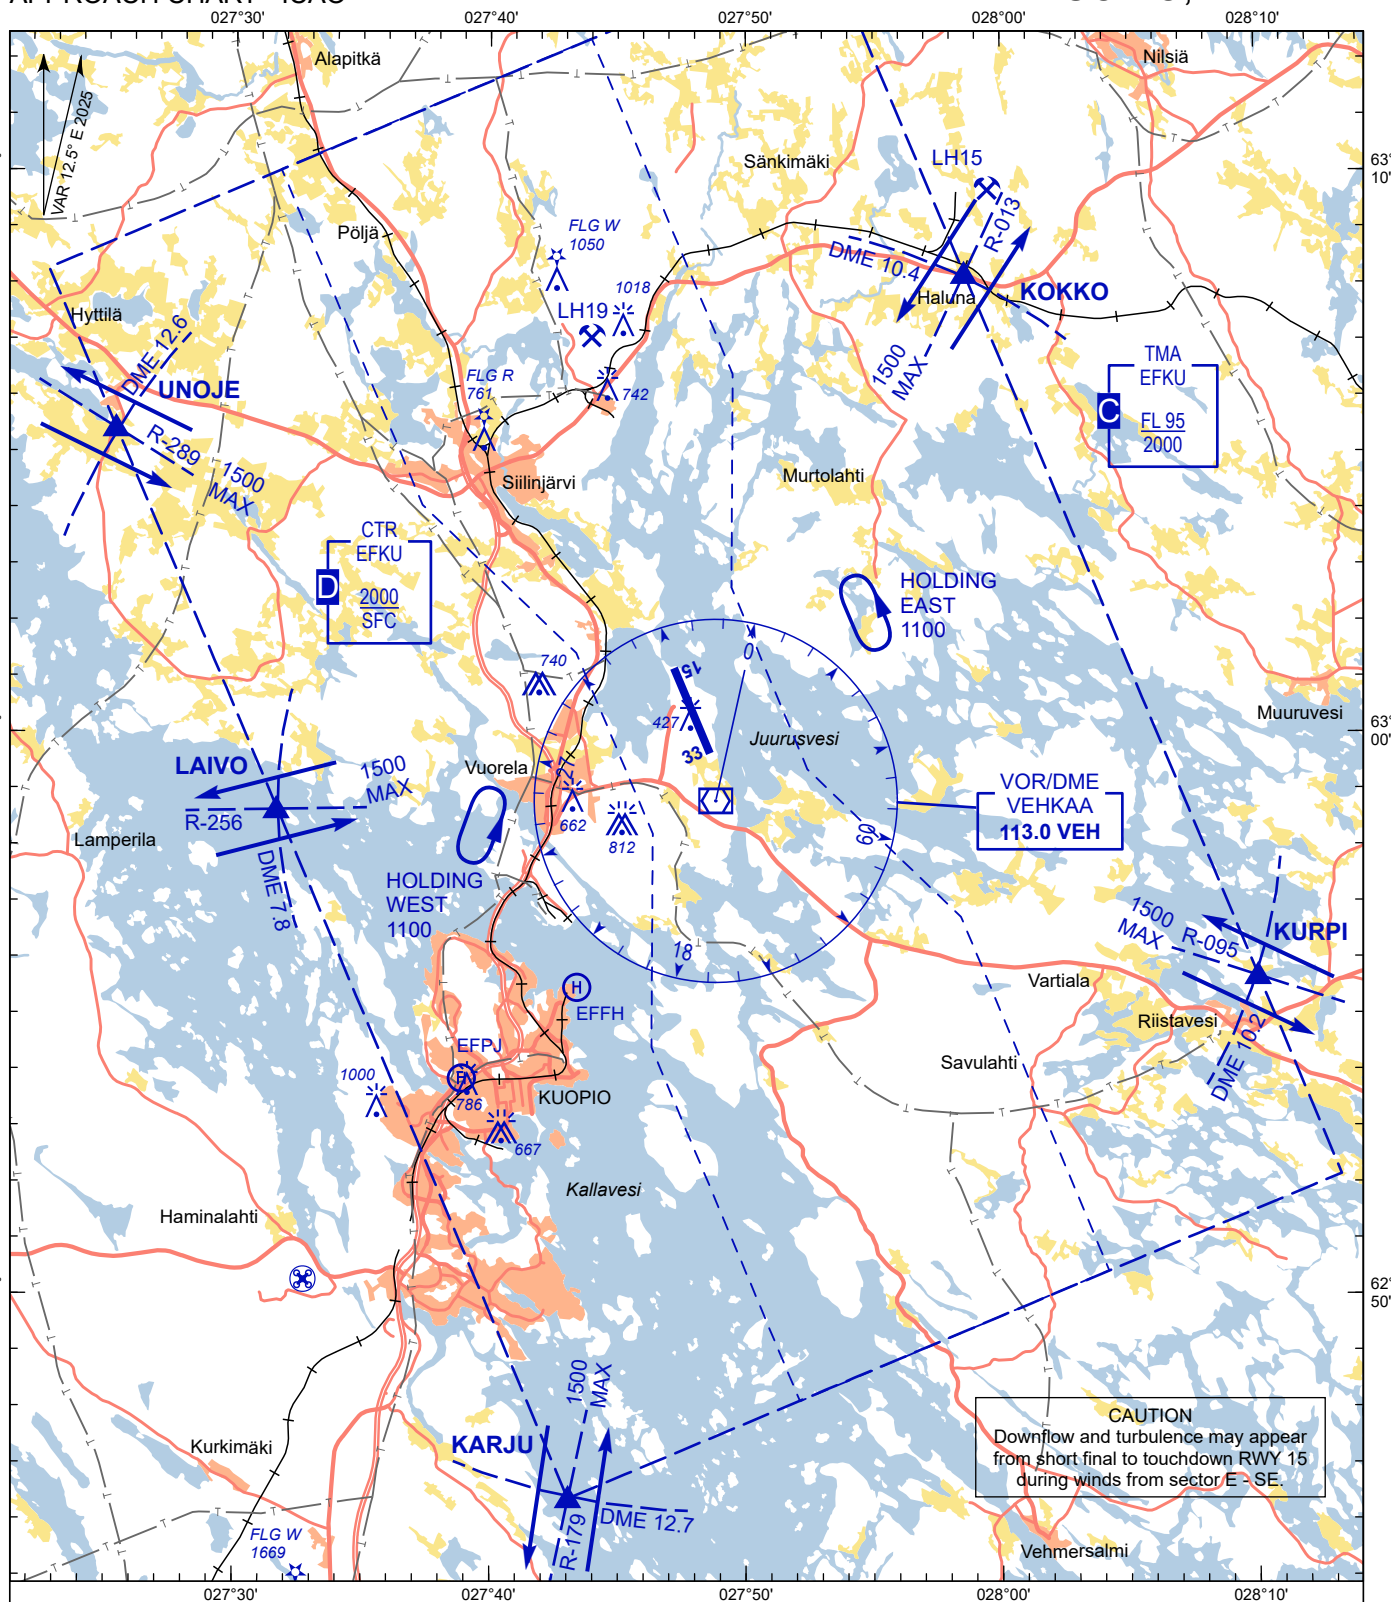 027°30'
027°40'
027°50'
028°00'
028°10'
Alapitkä
Nilsiä
VAR 12.5° E 2025
Sänkimäki
LH15
63°
10'
R-013
Pöljä
FLG W
1050
DME 10.4
1018
Haluna
KOKKO
Hyttilä
LH19
DME 12.6
1500
MAX
TMA
EFKU
C
FL 95
2000
UNOJE
FLG R
761
742
R-289
1500
MAX
Siilinjärvi
Murtolahti
CTR
EFKU
D
2000
SFC
HOLDING
EAST
1100
0
740
15
427
33
Juurusvesi
Muuruvesi
63°
00'
LAIVO
1500
MAX
Vuorela
27
VOR/DME
VEHKAA
113.0 VEH
R-256
662
812
60
Lamperila
DME 7.8
HOLDING
WEST
1100
18
1500
MAX
R-095
KURPI
Vartiala
H
EFFH
Riistavesi
EFPJ
Savulahti
DME 10.2
1000
786
KUOPIO
667
Kallavesi
Haminalahti
62°
50'
1500
MAX
CAUTION
Downflow and turbulence may appear
from short final to touchdown RWY 15
during winds from sector E - SE.
KARJU
Kurkimäki
DME 12.7
R-179
FLG W
1669
Vehmersalmi
027°30'
027°40'
027°50'
028°00'
028°10'